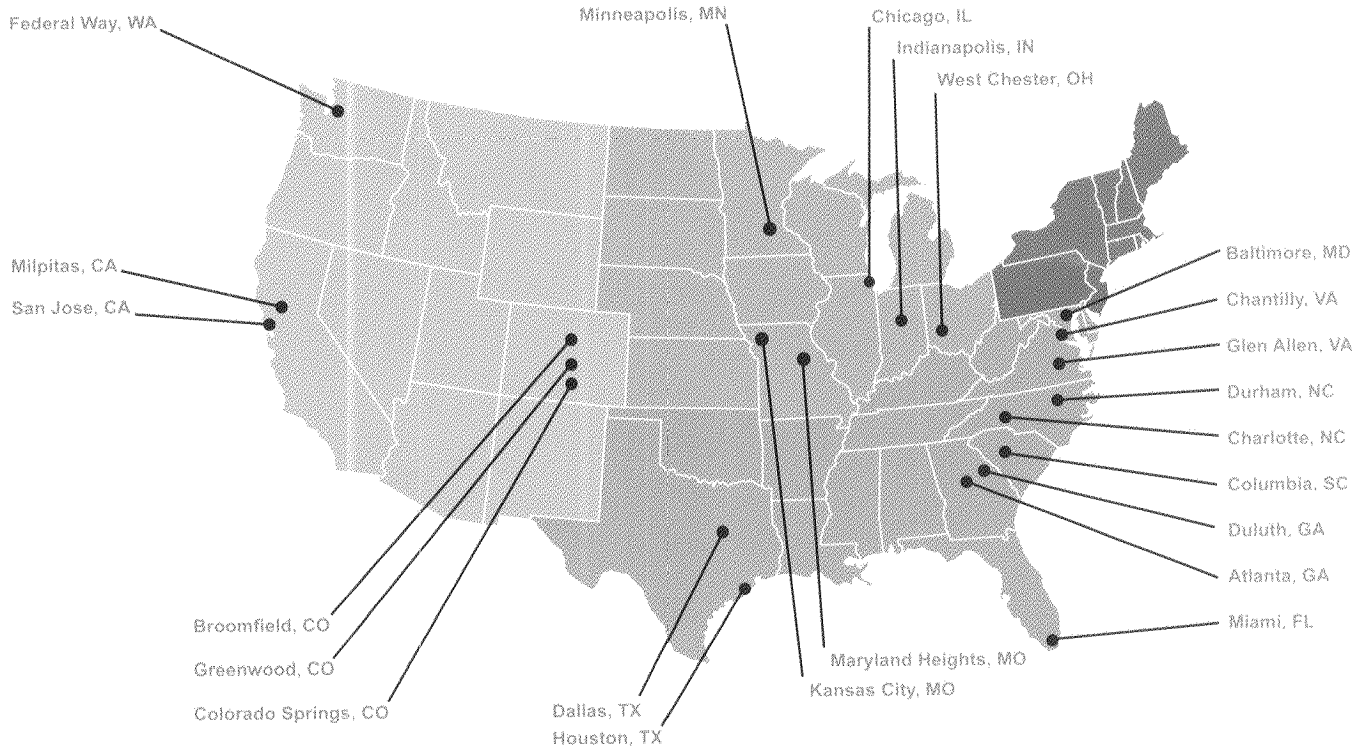 Federal Way, WA
Minneapolis, MN
Chicago, IL
Indianapolis, IN
West Chester, OH
Milpitas, CA
San Jose, CA
Baltimore, MD
Chantilly, VA
Glen Allen, VA
Durham, NC
Charlotte, NC
Columbia, SC
Duluth, GA
Atlanta, GA
Miami, FL
Broomfield, CO
Greenwood, CO
Colorado Springs, CO
Maryland Heights, MO
Kansas City, MO
Dallas, TX
Houston, TX